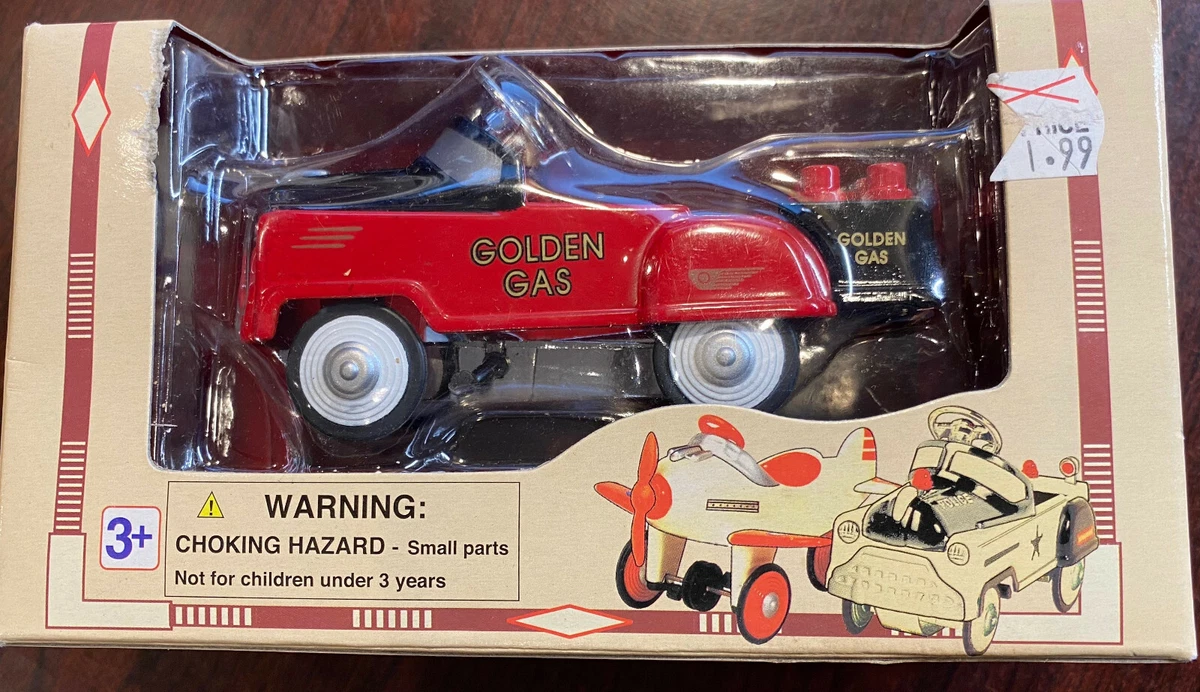 GOLDEN
GAS
GOLDEN
GAS
1.99
3+
WARNING:
CHOKING HAZARD - Small parts
Not for children under 3 years